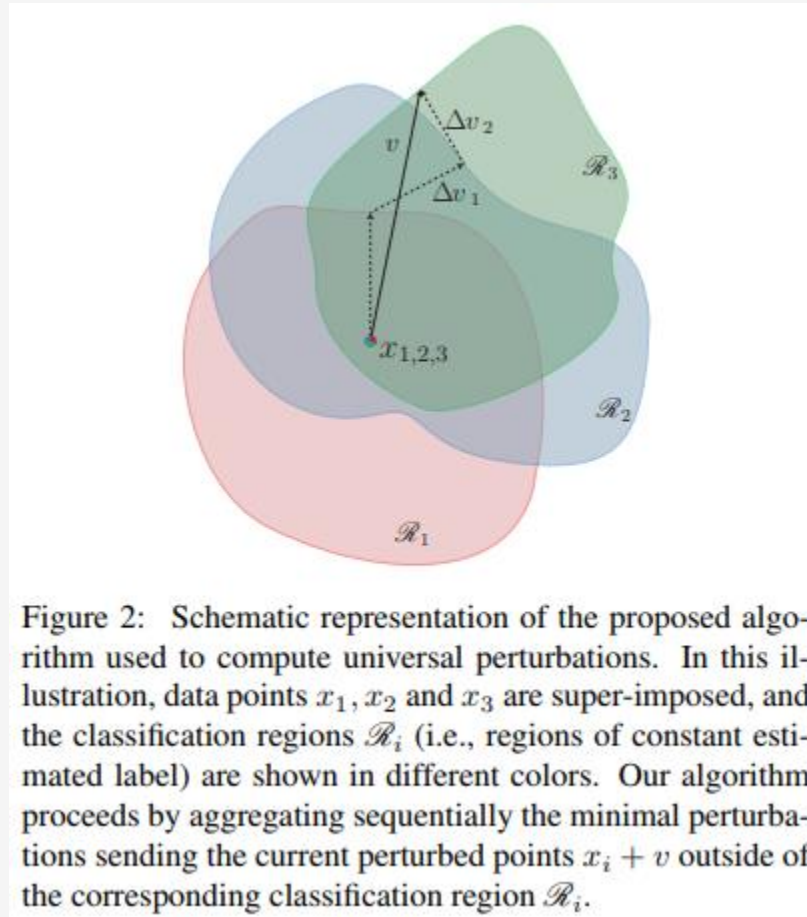 Δv₂
v
ℛ₃
Δv₁
x₁,₂,₃
ℛ₂
ℛ₁
Figure 2: Schematic representation of the proposed algo-
rithm used to compute universal perturbations. In this il-
lustration, data points x₁, x₂ and x₃ are super-imposed, and
the classification regions ℛᵢ (i.e., regions of constant esti-
mated label) are shown in different colors. Our algorithm
proceeds by aggregating sequentially the minimal perturba-
tions sending the current perturbed points xᵢ + v outside of
the corresponding classification region ℛᵢ.